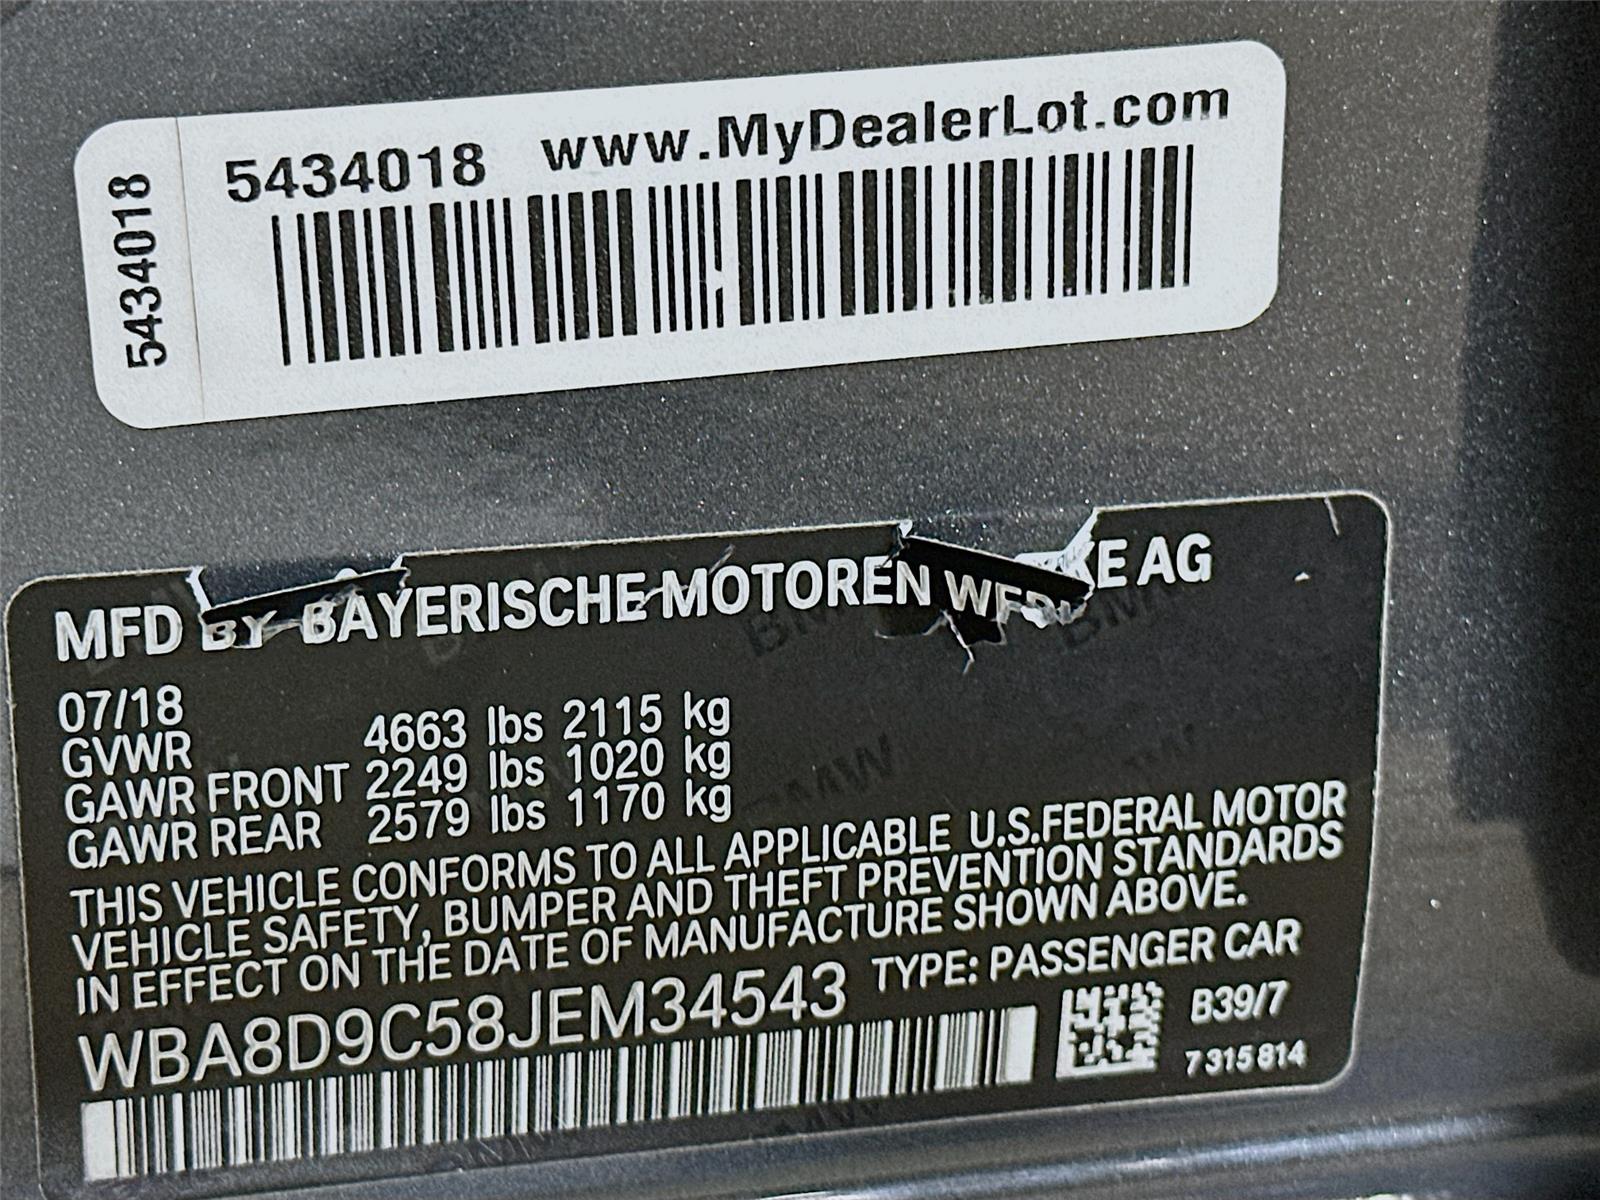 5434018
5434018 www.MyDealerLot.com
MFD BY BAYERISCHE MOTOREN WERKE AG
07/18
GVWR 4663 lbs 2115 kg
GAWR FRONT 2249 lbs 1020 kg
GAWR REAR 2579 lbs 1170 kg
THIS VEHICLE CONFORMS TO ALL APPLICABLE U.S.FEDERAL MOTOR
VEHICLE SAFETY, BUMPER AND THEFT PREVENTION STANDARDS
IN EFFECT ON THE DATE OF MANUFACTURE SHOWN ABOVE.
WBA8D9C58JEM34543 TYPE: PASSENGER CAR
B39/7
7315814